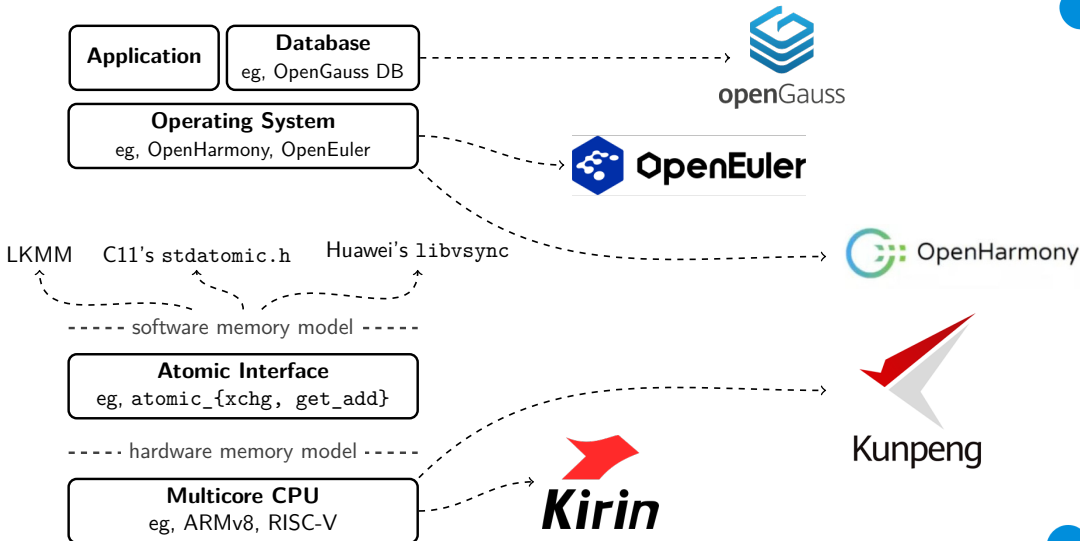 Application
Database
eg, OpenGauss DB
openGauss
Operating System
eg, OpenHarmony, OpenEuler
OpenEuler
LKMM
C11's stdatomic.h
Huawei's libvsync
OpenHarmony
software memory model
Atomic Interface
eg, atomic_{xchg, get_add}
hardware memory model
Kunpeng
Multicore CPU
eg, ARMv8, RISC-V
Kirin